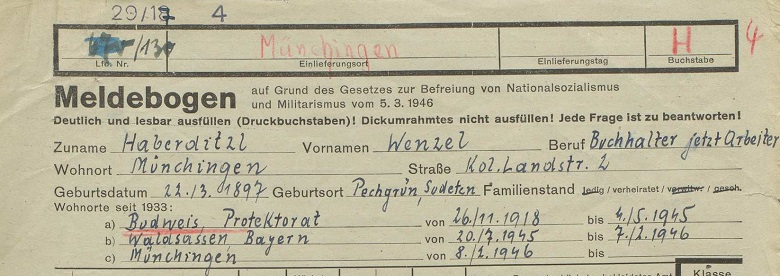 29/18 4
/130 Münchingen H 4
Lfd. Nr. Einlieferungsort Einlieferungstag Buchstabe
Meldebogen auf Grund des Gesetzes zur Befreiung von Nationalsozialismus
und Militarismus vom 5. 3. 1946
Deutlich und lesbar ausfüllen (Druckbuchstaben)! Dickumrahmtes nicht ausfüllen! Jede Frage ist zu beantworten!
Zuname Haberditzl Vornamen Wenzel Beruf Buchhalter jetzt Arbeiter
Wohnort Münchingen Straße Kol. Landstr. 2
Geburtsdatum 22./3. 1897 Geburtsort Pechgrün, Sudeten Familienstand ledig / verheiratet / verwitw. / gesch.
Wohnorte seit 1933:
a) Budweis, Protektorat von 26/11.1918 bis 4./5.1945
b) Waldsassen Bayern von 20/7.1945 bis 7./2.1946
c) Münchingen von 8./2.1946 bis
Klasse